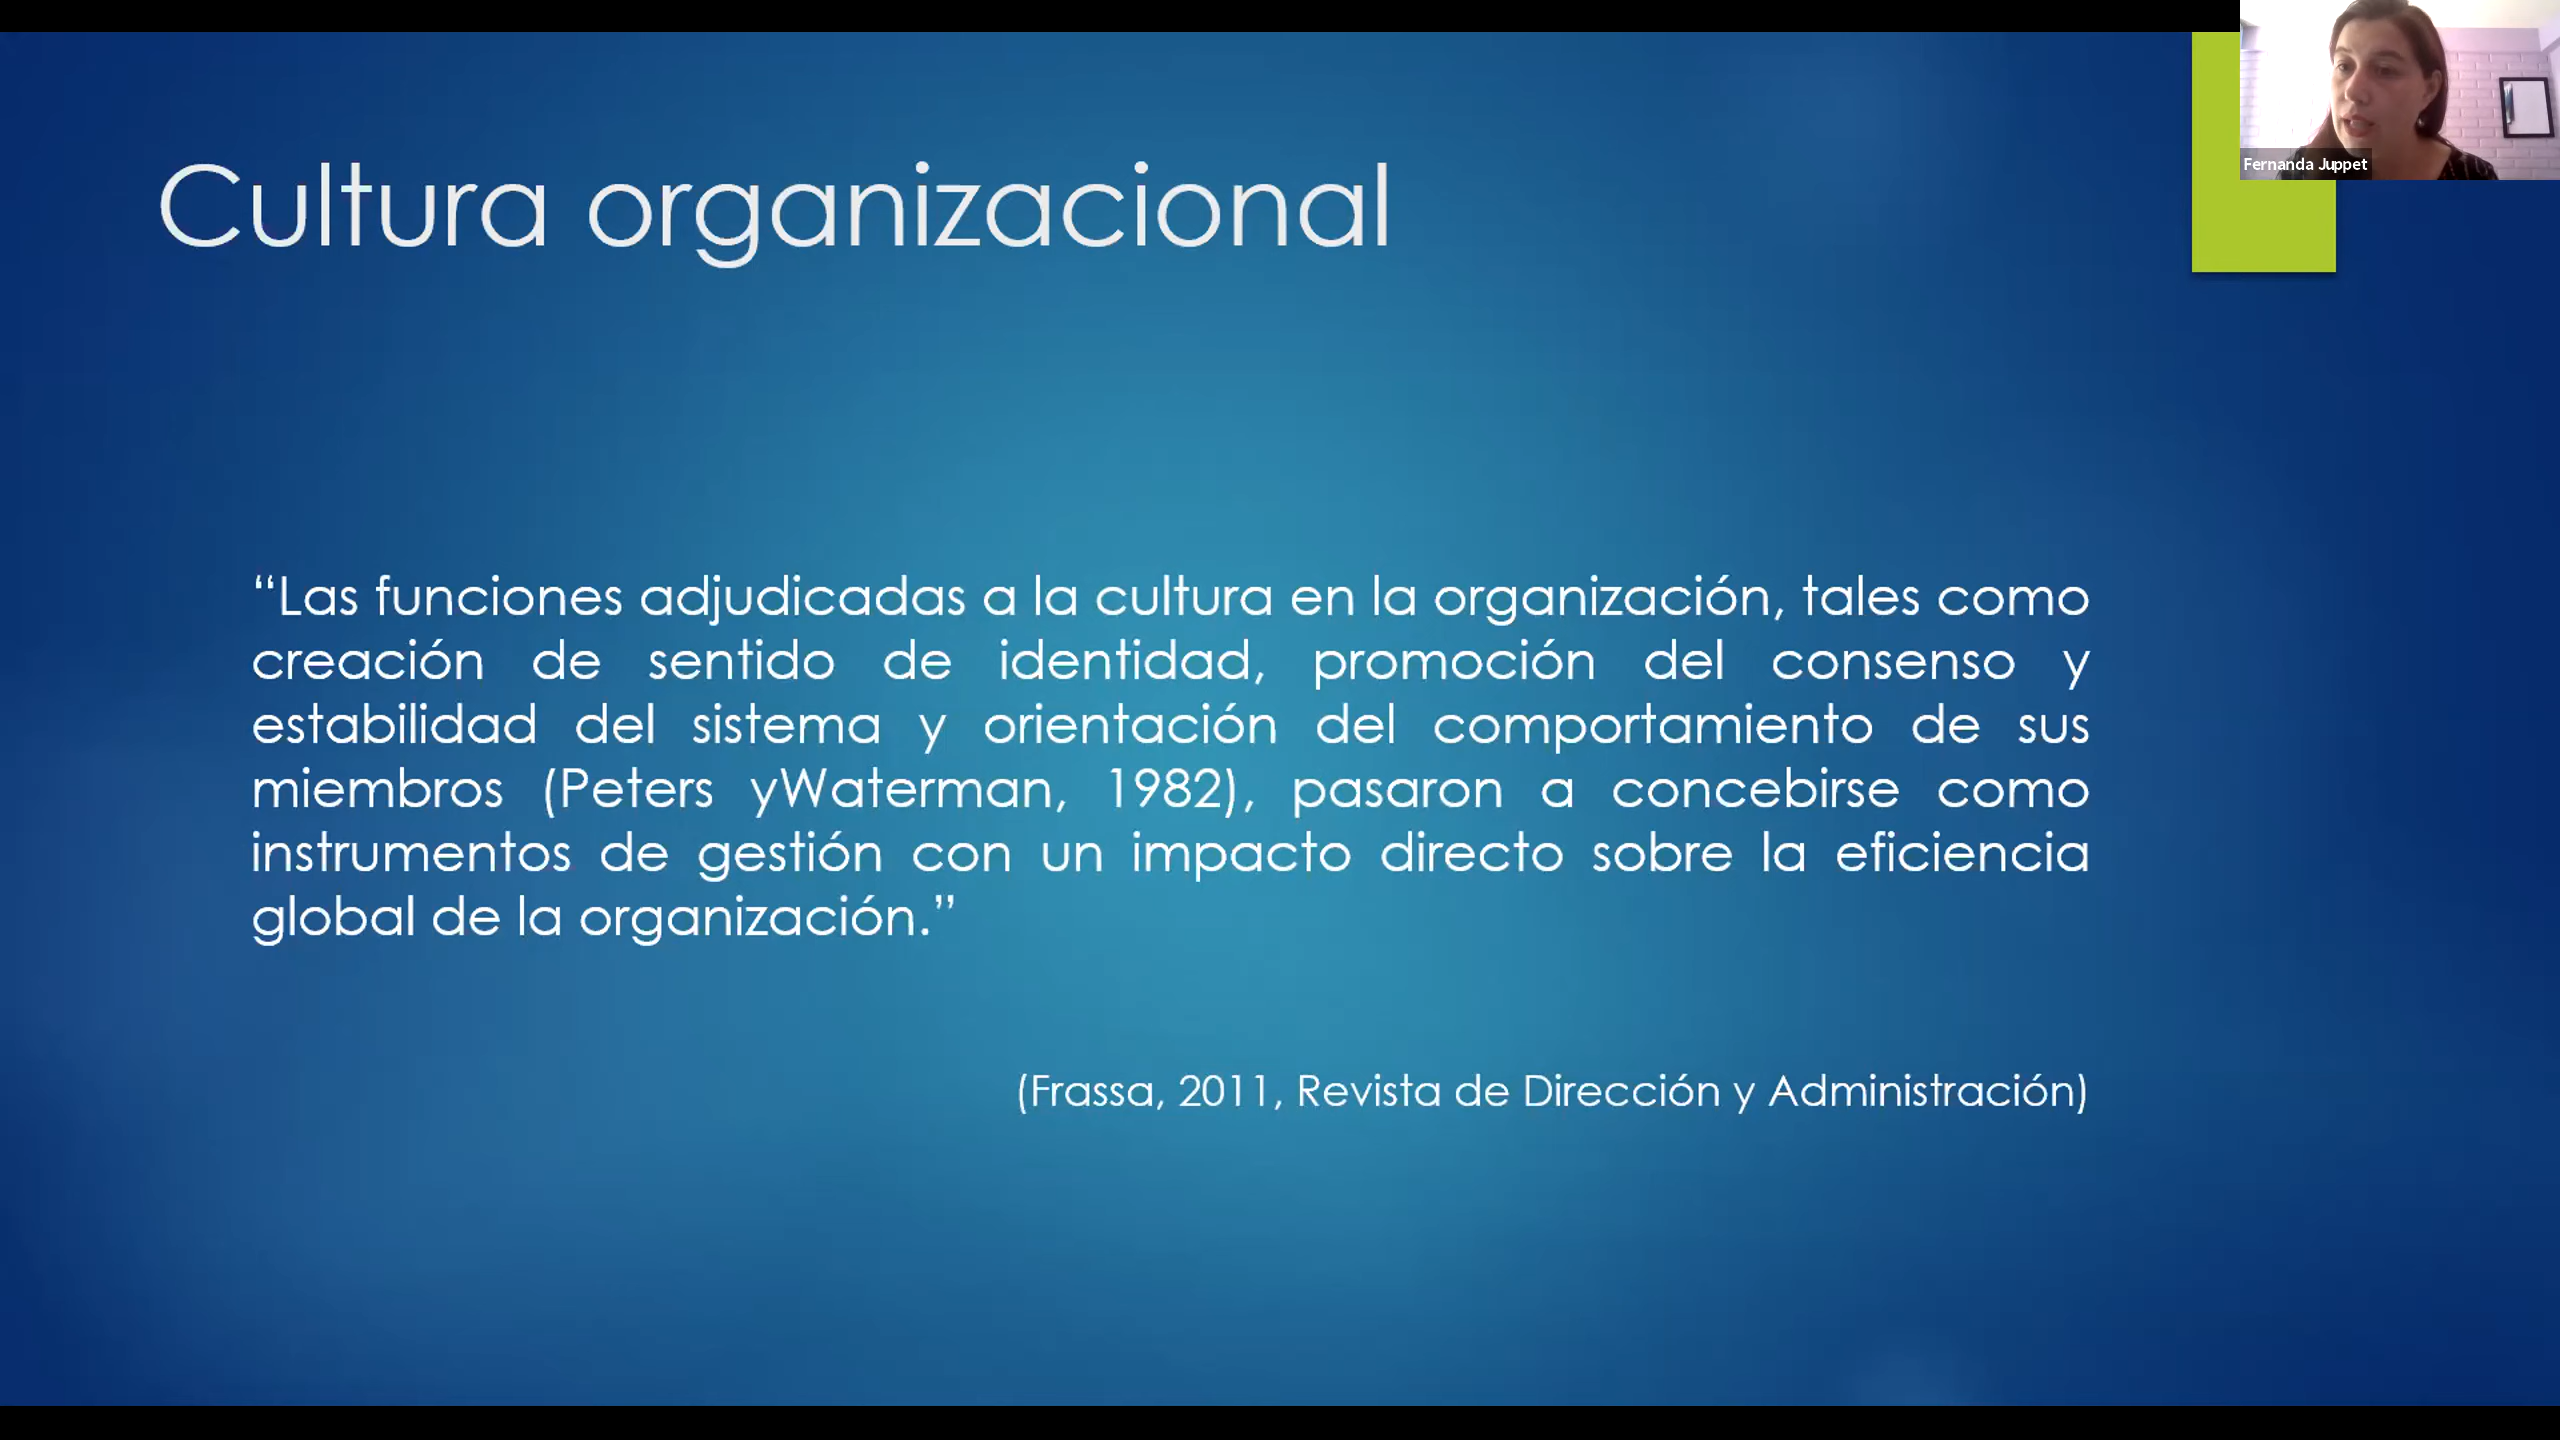 Cultura organizacional
Fernanda Juppet
“Las funciones adjudicadas a la cultura en la organización, tales como
creación de sentido de identidad, promoción del consenso y
estabilidad del sistema y orientación del comportamiento de sus
miembros (Peters yWaterman, 1982), pasaron a concebirse como
instrumentos de gestión con un impacto directo sobre la eficiencia
global de la organización.”
(Frassa, 2011, Revista de Dirección y Administración)